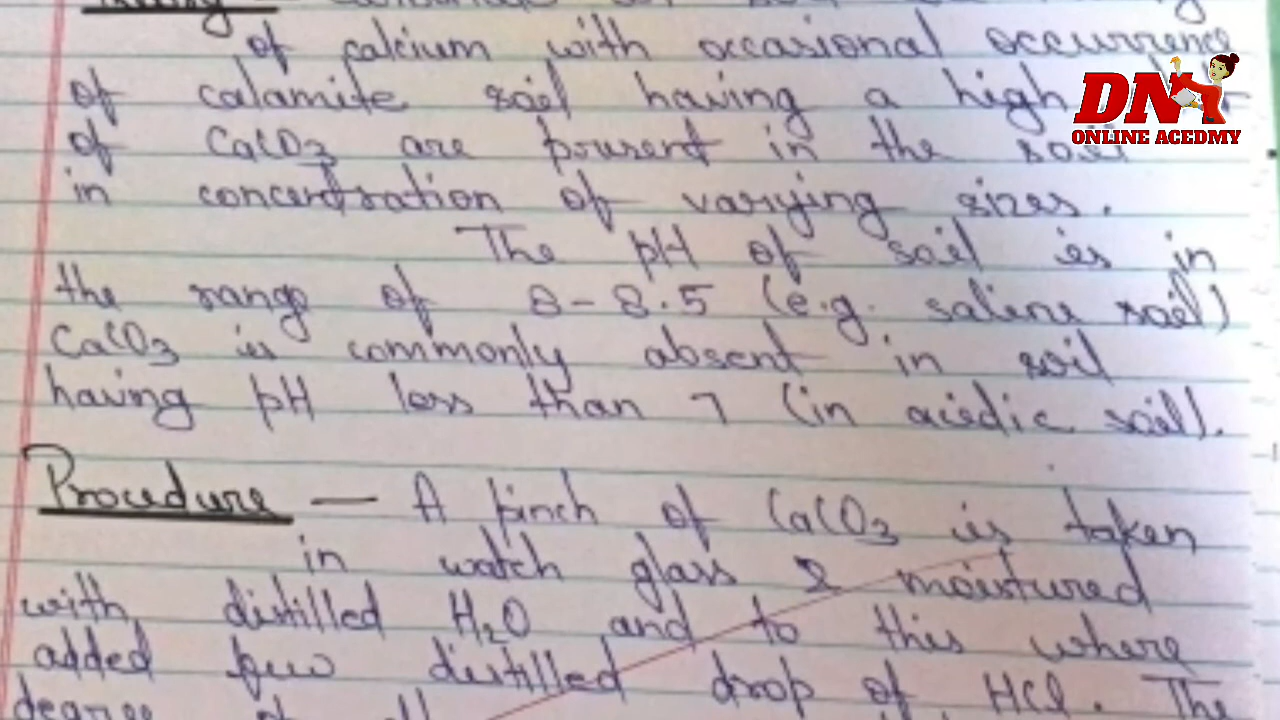 of calcium with occasional occurrence
of calamite soil having a high
of CaCO3 are present in the soil
in concentration of varying sizes.
The pH of soil is in
the range of 8-8.5 (e.g. saline soil)
CaCO3 is commonly absent in soil
having pH less than 7 (in acidic soil).
Procedure — A pinch of CaCO3 is taken
in watch glass & moistured
with distilled H2O and to this where
added few distilled drop of HCl. The
degree of
DNA
ONLINE ACEDMY